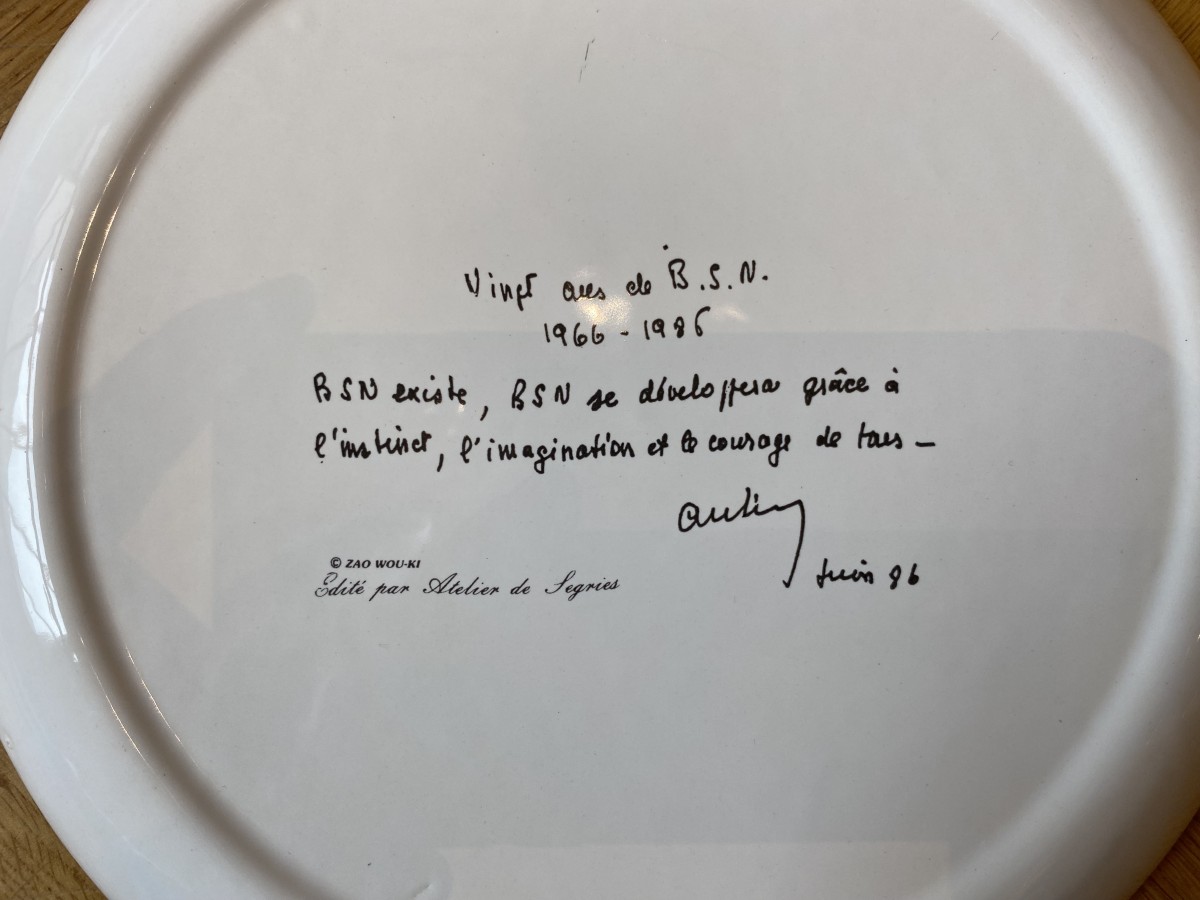 Vingt ans de B.S.N.
1966 - 1986
BSN existe, BSN se développera grâce à
l'instinct, l'imagination et le courage de tous -
Juin 86
© ZAO WOU-KI
Edité par Atelier de Segries